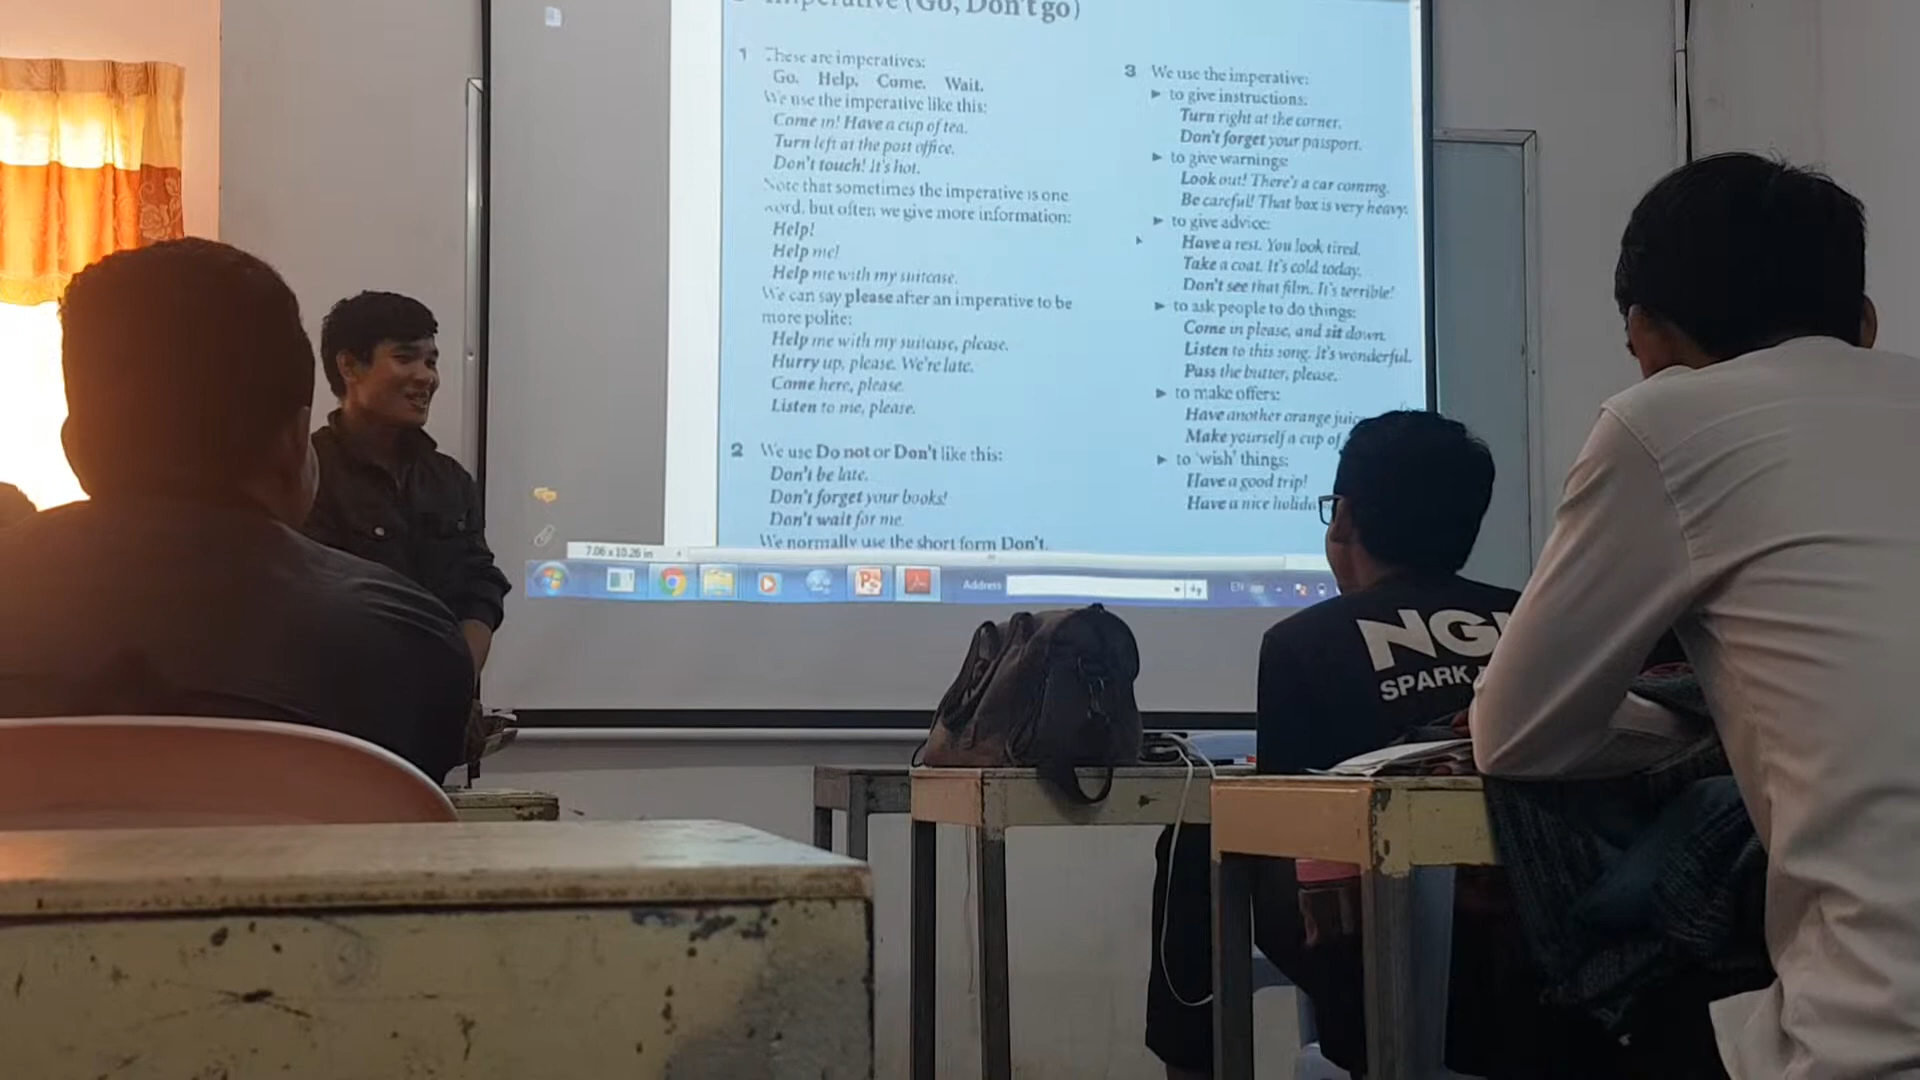 Imperative (Go, Don't go)
1 These are imperatives:
Go. Help. Come. Wait.
We use the imperative like this:
Come in! Have a cup of tea.
Turn left at the post office.
Don't touch! It's hot.
Note that sometimes the imperative is one
word, but often we give more information:
Help!
Help me!
Help me with my suitcase.
We can say please after an imperative to be
more polite:
Help me with my suitcase, please.
Hurry up, please. We're late.
Come here, please.
Listen to me, please.
2 We use Do not or Don't like this:
Don't be late.
Don't forget your books!
Don't wait for me.
We normally use the short form Don't.
3 We use the imperative:
► to give instructions:
Turn right at the corner.
Don't forget your passport.
► to give warnings:
Look out! There's a car coming.
Be careful! That box is very heavy.
► to give advice:
Have a rest. You look tired.
Take a coat. It's cold today.
Don't see that film. It's terrible!
► to ask people to do things:
Come in please, and sit down.
Listen to this song. It's wonderful.
Pass the butter, please.
► to make offers:
Have another orange juic
Make yourself a cup of
► to 'wish' things:
Have a good trip!
Have a nice holida
7.06 x 10.26 in
Address
EN
NG
SPARK